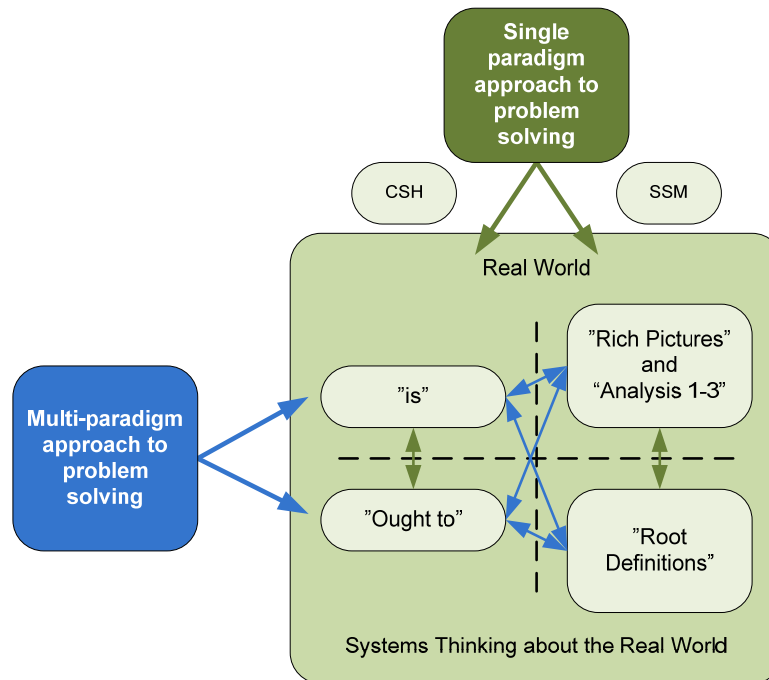 Single
paradigm
approach to
problem
solving
CSH
SSM
Real World
”Rich Pictures”
and
“Analysis 1-3”
”is”
Multi-paradigm
approach to
problem
solving
”Ought to”
”Root
Definitions”
Systems Thinking about the Real World